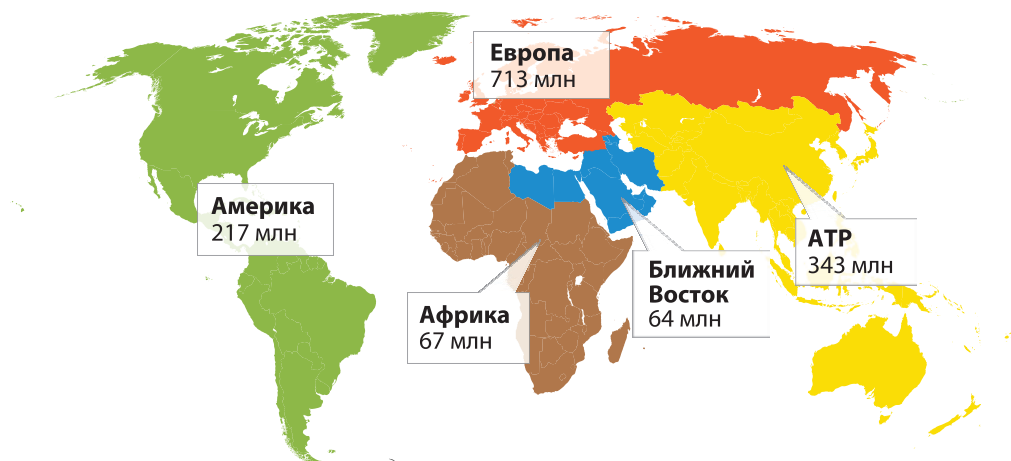 Европа
713 млн
Америка
217 млн
АТР
343 млн
Ближний
Восток
64 млн
Африка
67 млн